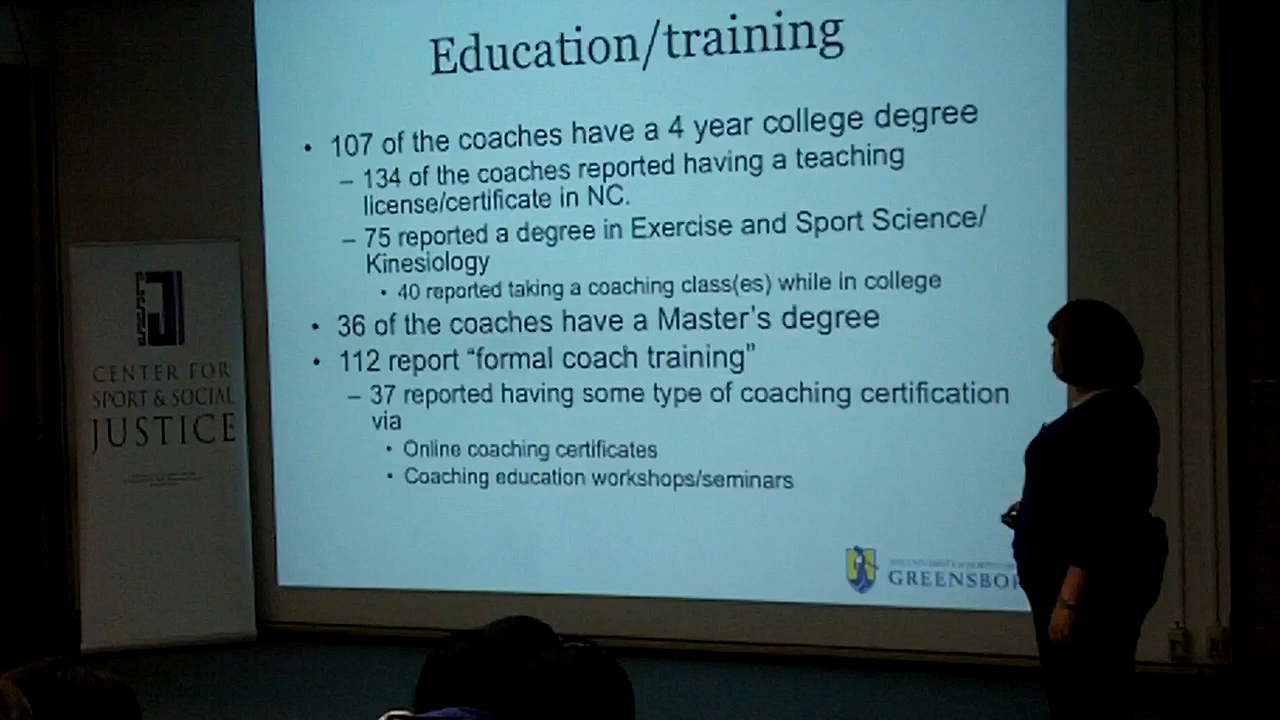 Education/training
• 107 of the coaches have a 4 year college degree
– 134 of the coaches reported having a teaching
license/certificate in NC.
– 75 reported a degree in Exercise and Sport Science/
Kinesiology
• 40 reported taking a coaching class(es) while in college
• 36 of the coaches have a Master's degree
• 112 report “formal coach training”
– 37 reported having some type of coaching certification
via
• Online coaching certificates
• Coaching education workshops/seminars
GREENSBO
CENTER FOR
SPORT & SOCIAL
JUSTICE